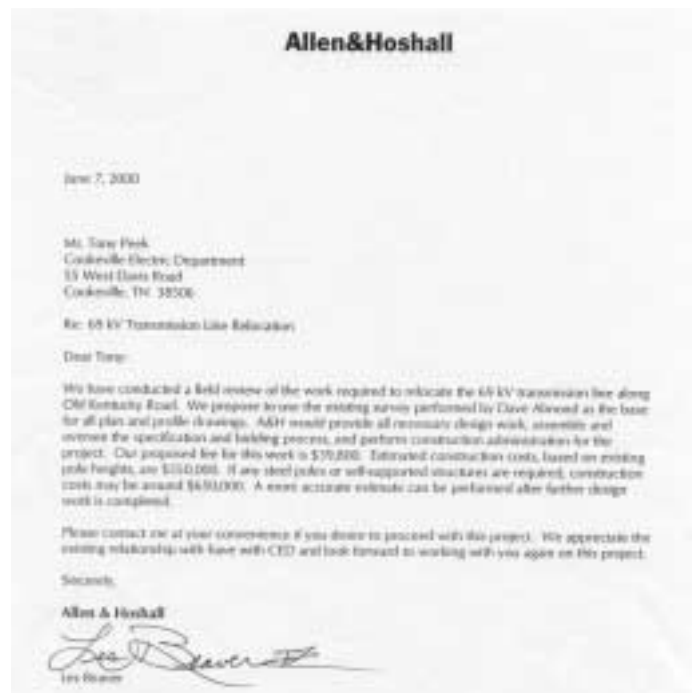 Allen&Hoshall
June 7, 2000
Mr. Tony Peek
Cookeville Electric Department
55 West Davis Road
Cookeville, TN 38506
Re: 69 kV Transmission Line Relocation
Dear Tony:
We have conducted a field review of the work required to relocate the 69 kV transmission line along
Old Kentucky Road. We propose to use the existing survey performed by Dave Almond as the base
for all plan and profile drawings. A&H would provide all necessary design work, assemble and
oversee the specification and bidding process, and perform construction administration for the
project. Our proposed fee for this work is Estimated construction costs, based on existing
pole heights, are If any steel poles or self-supported structures are required, construction
costs may be around A more accurate estimate can be performed after further design
work is completed.
Please contact me at your convenience if you desire to proceed with this project. We appreciate the
existing relationship with have with CED and look forward to working with you again on this project.
Sincerely,
Allen & Hoshall
Les Beaver
Les Beaver